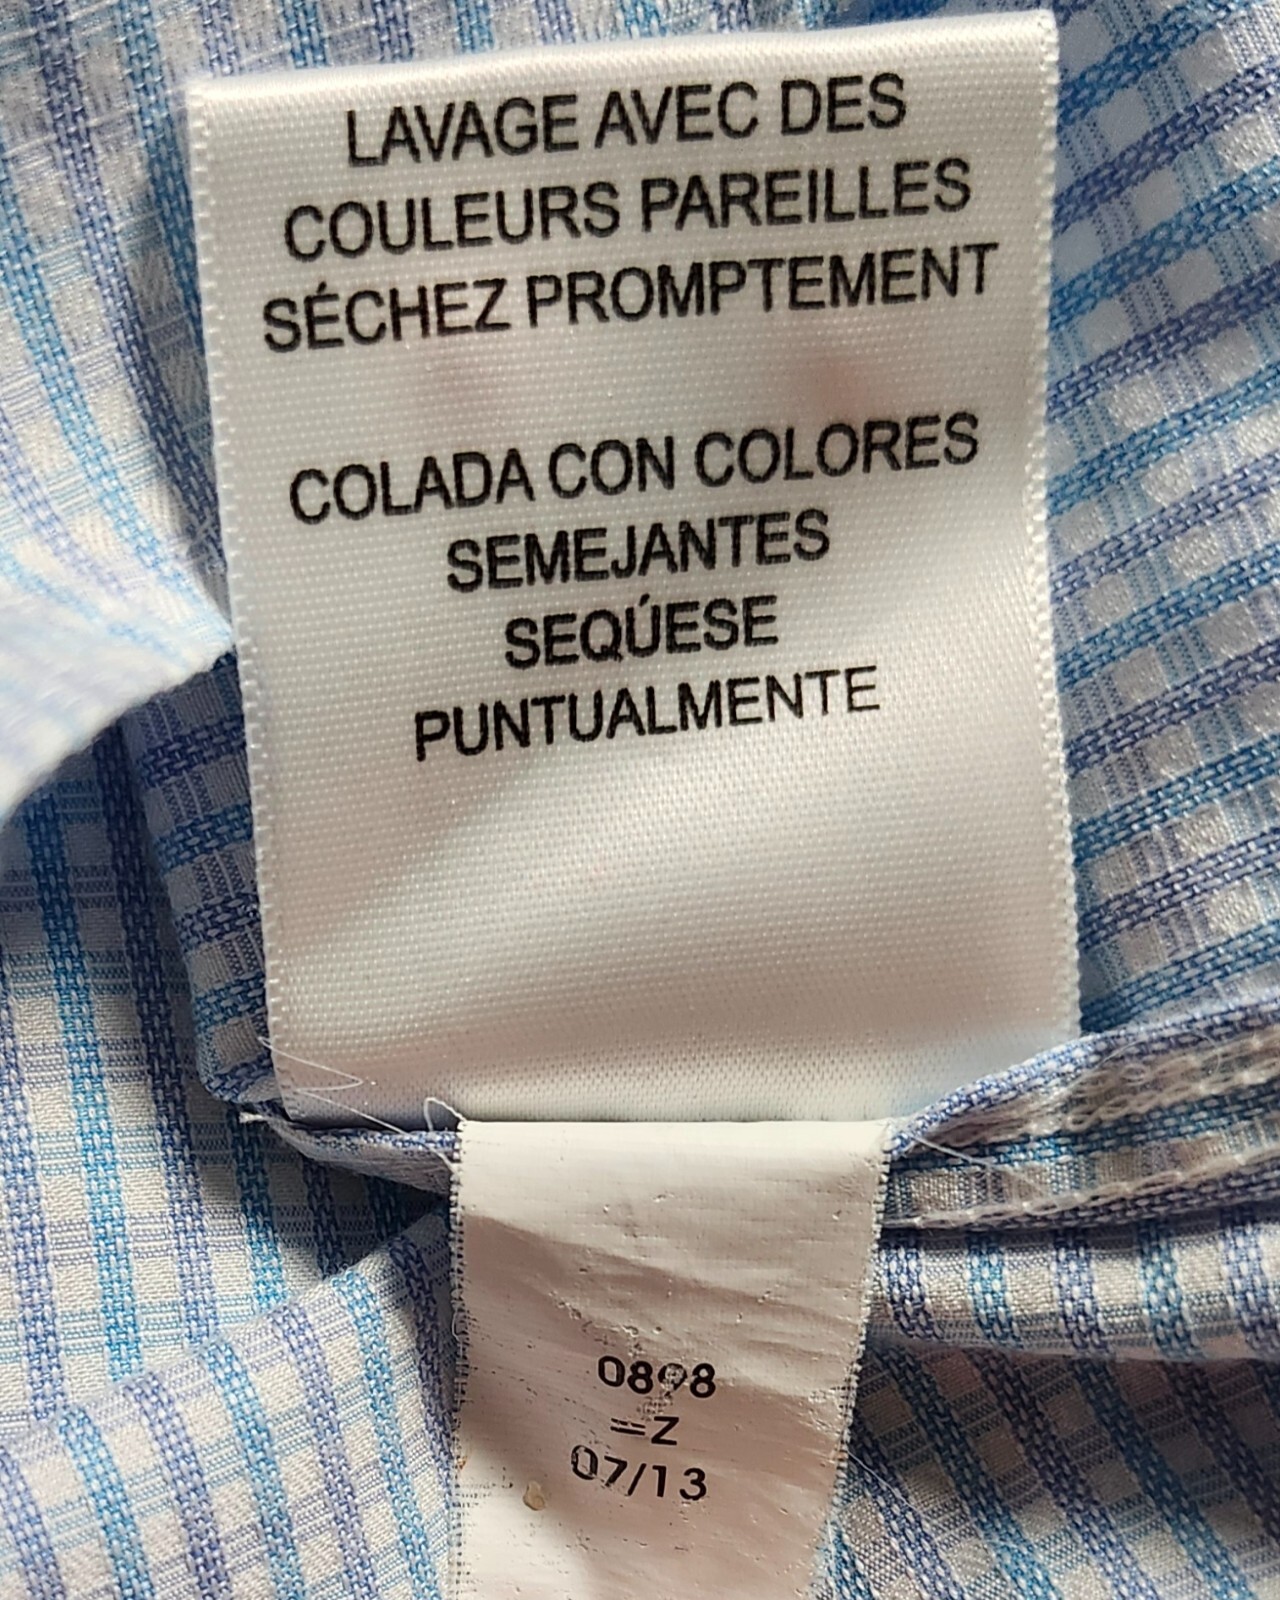 LAVAGE AVEC DES
COULEURS PAREILLES
SÉCHEZ PROMPTEMENT
COLADA CON COLORES
SEMEJANTES
SEQÚESE
PUNTUALMENTE
=Z
07/13